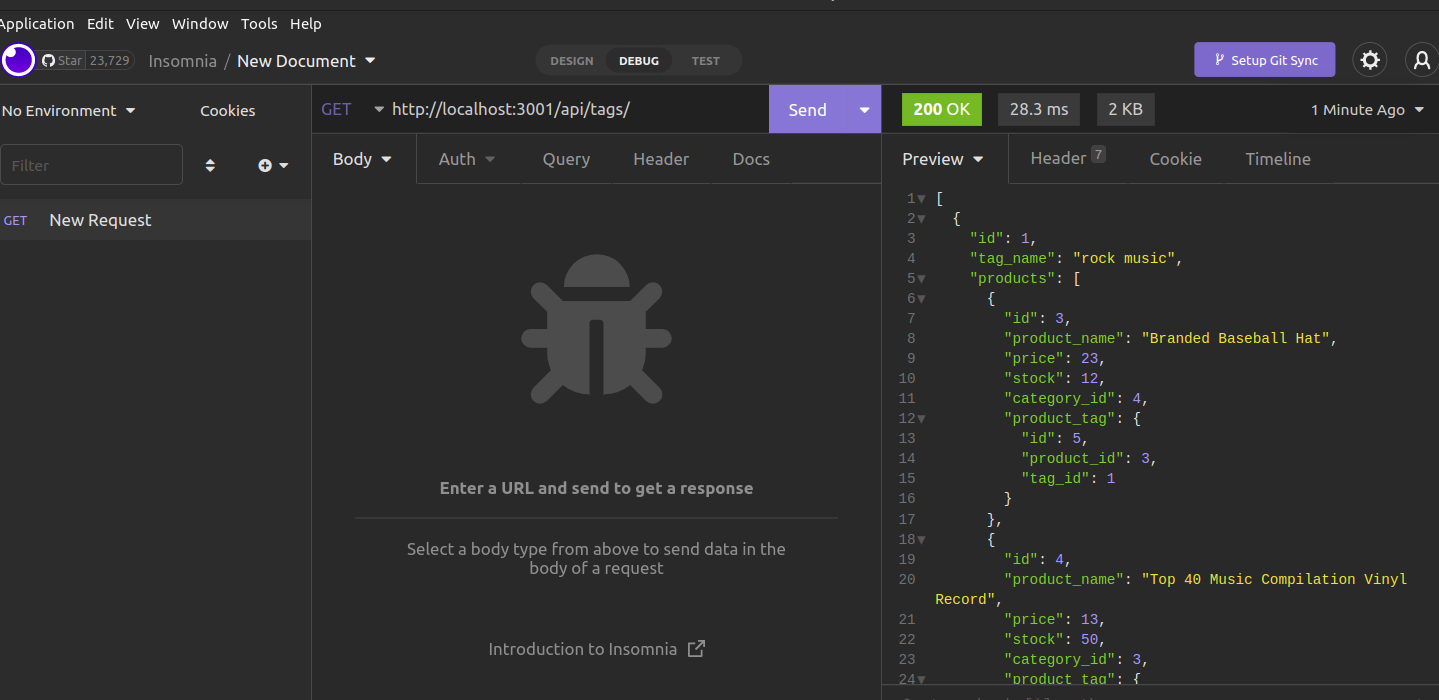 Application Edit View Window Tools Help
Star 23,729 Insomnia / New Document DESIGN DEBUG TEST Setup Git Sync
No Environment Cookies GET http://localhost:3001/api/tags/ Send 200 OK 28.3 ms 2 KB 1 Minute Ago
Filter Body Auth Query Header Docs Preview Header 7 Cookie Timeline
GET New Request
Enter a URL and send to get a response
Select a body type from above to send data in the
body of a request
Introduction to Insomnia
1 [
2 {
3 "id": 1,
4 "tag_name": "rock music",
5 "products": [
6 {
7 "id": 3,
8 "product_name": "Branded Baseball Hat",
9 "price": 23,
10 "stock": 12,
11 "category_id": 4,
12 "product_tag": {
13 "id": 5,
14 "product_id": 3,
15 "tag_id": 1
16 }
17 },
18 {
19 "id": 4,
20 "product_name": "Top 40 Music Compilation Vinyl
Record",
21 "price": 13,
22 "stock": 50,
23 "category_id": 3,
24 "product_tag": {